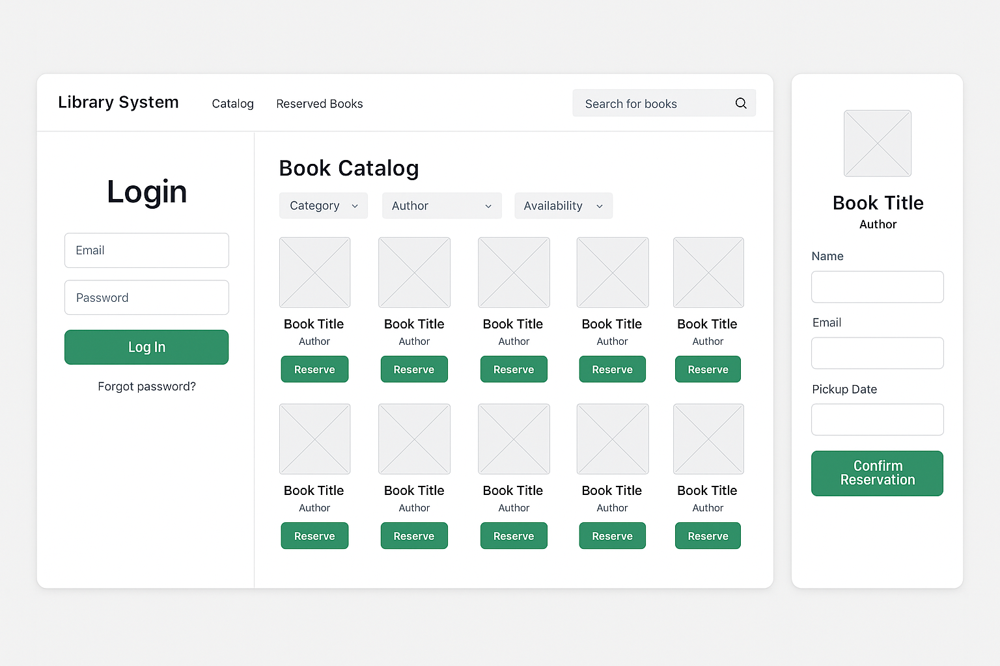 Library System
Catalog
Reserved Books
Search for books
Login
Email
Password
Log In
Forgot password?
Book Catalog
Category
Author
Availability
Book Title
Book Title
Book Title
Book Title
Book Title
Author
Author
Author
Author
Author
Reserve
Reserve
Reserve
Reserve
Reserve
Book Title
Book Title
Book Title
Book Title
Book Title
Author
Author
Author
Author
Author
Reserve
Reserve
Reserve
Reserve
Reserve
Book Title
Author
Name
Email
Pickup Date
Confirm
Reservation